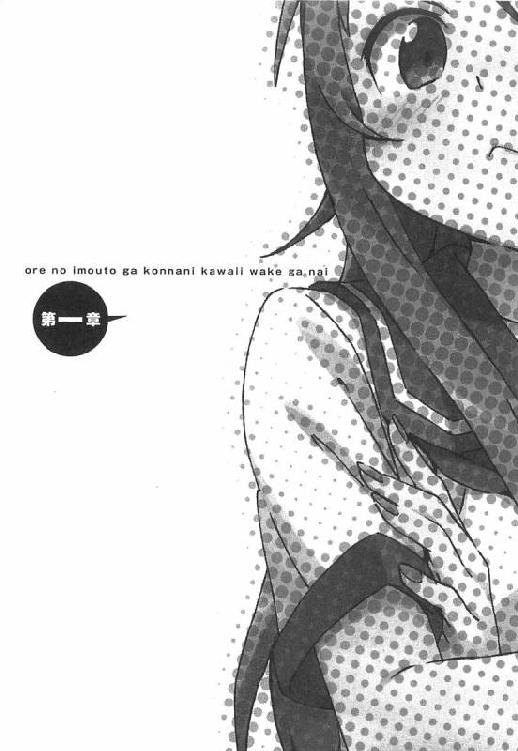 ore no imouto ga konnani kawaii wake ga nai
第一章